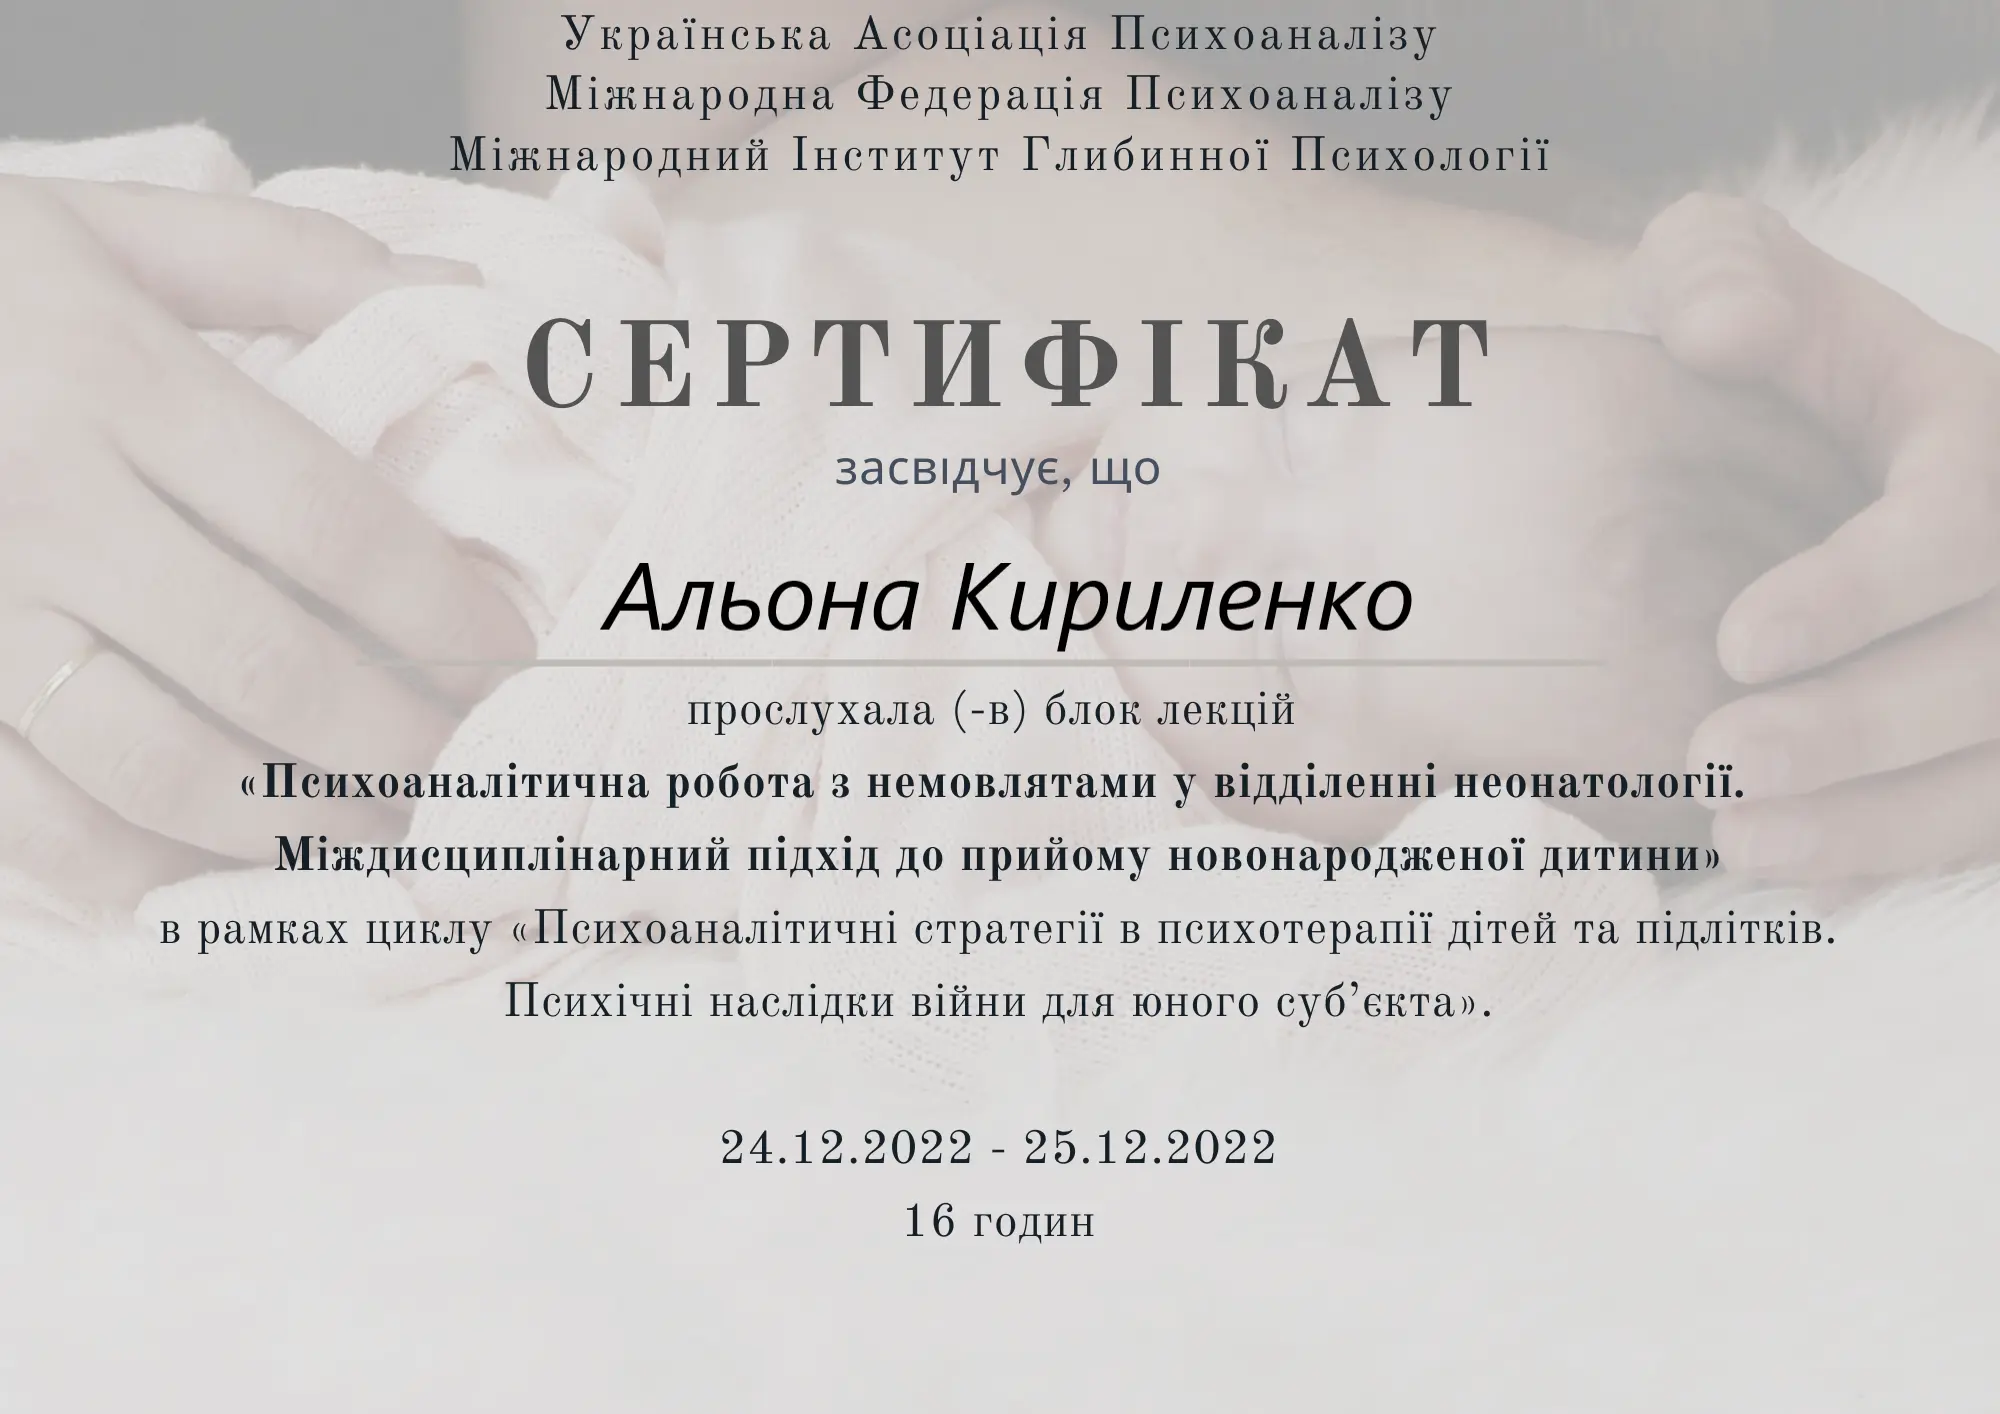 Українська Асоціація Психоаналізу
Міжнародна Федерація Психоаналізу
Міжнародний Інститут Глибинної Психології
СЕРТИФІКАТ
засвідчує, що
Альона Кириленко
прослухала (-в) блок лекцій
«Психоаналітична робота з немовлятами у відділенні неонатології.
Міждисциплінарний підхід до прийому новонародженої дитини»
в рамках циклу «Психоаналітичні стратегії в психотерапії дітей та підлітків.
Психічні наслідки війни для юного суб’єкта».
24.12.2022 - 25.12.2022
16 годин